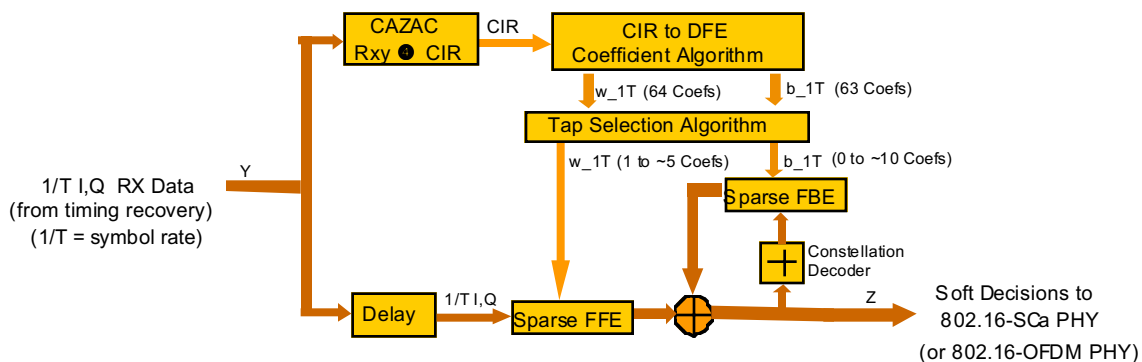 CAZAC
Rxy ● CIR
CIR
CIR to DFE
Coefficient Algorithm
w_1T (64 Coefs)
b_1T (63 Coefs)
Tap Selection Algorithm
w_1T (1 to ~5 Coefs)
b_1T (0 to ~10 Coefs)
Y
1/T I,Q RX Data
(from timing recovery)
(1/T = symbol rate)
Sparse FBE
Constellation
Decoder
Delay
1/T I,Q
Sparse FFE
Z
Soft Decisions to
802.16-SCa PHY
(or 802.16-OFDM PHY)